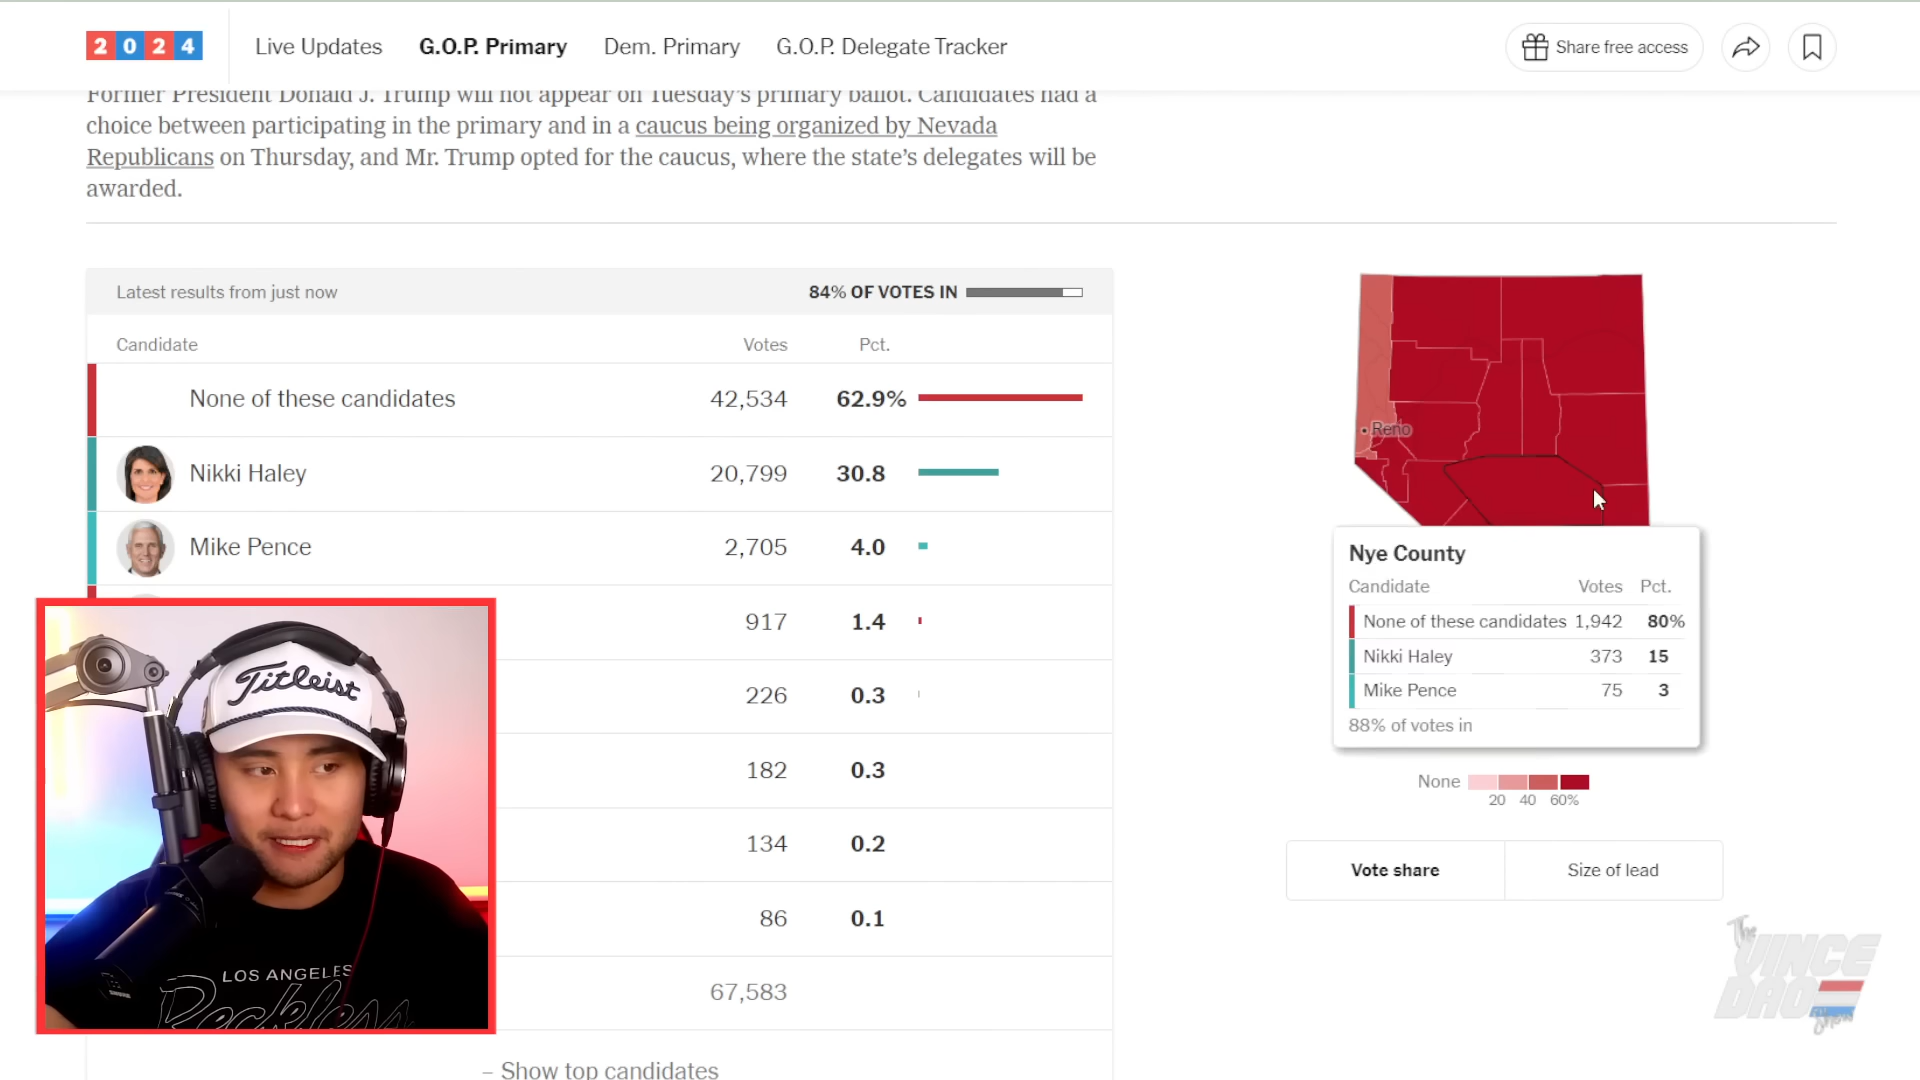 2024
Live Updates
G.O.P. Primary
Dem. Primary
G.O.P. Delegate Tracker
Share free access
Former President Donald J. Trump will not appear on Tuesday's primary ballot. Candidates had a
choice between participating in the primary and in a caucus being organized by Nevada
Republicans on Thursday, and Mr. Trump opted for the caucus, where the state's delegates will be
awarded.
Latest results from just now
84% OF VOTES IN
Candidate Votes Pct.
None of these candidates 42,534 62.9%
Nikki Haley 20,799 30.8
Mike Pence 2,705 4.0
917 1.4
226 0.3
182 0.3
134 0.2
86 0.1
67,583
– Show top candidates
Reno
Nye County
Candidate Votes Pct.
None of these candidates 1,942 80%
Nikki Haley 373 15
Mike Pence 75 3
88% of votes in
None
20 40 60%
Vote share
Size of lead
Titleist
LOS ANGELES
Reckless
The
VINCE
DAO
Show